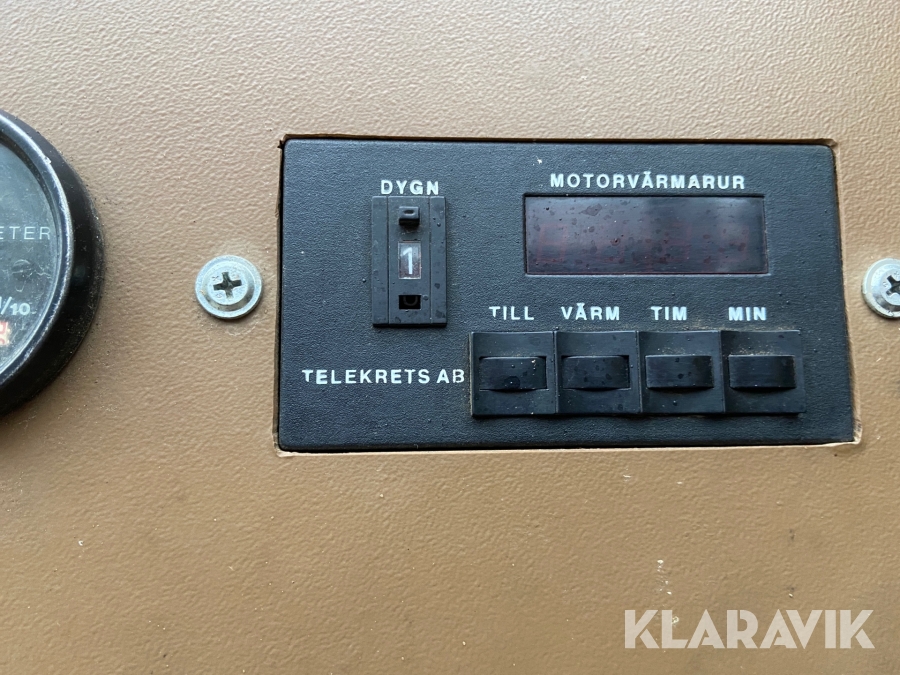 DYGN
MOTORVÄRMARUR
1
TILL VÄRM TIM MIN
TELEKRETS AB
ETER
/10
KLARAVIK